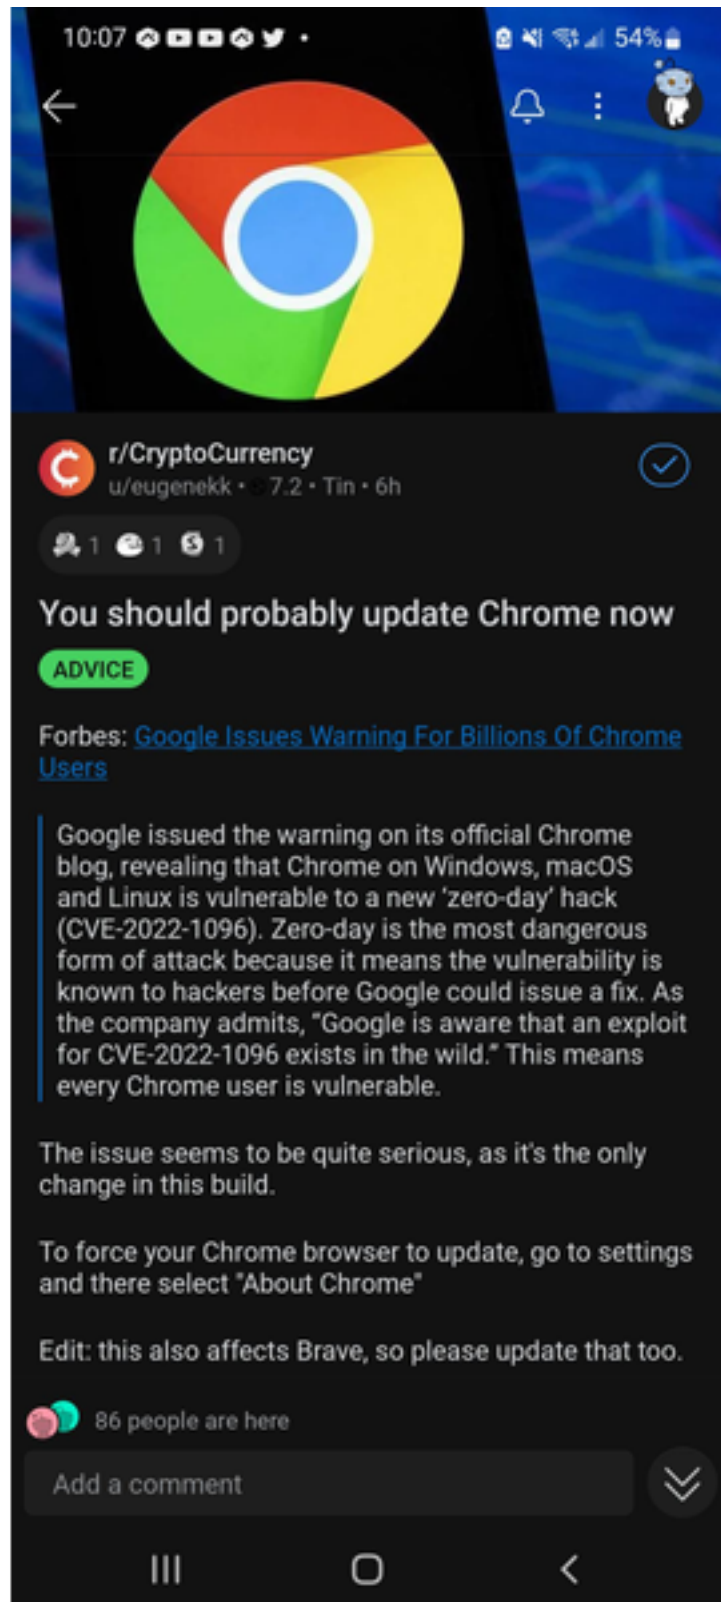 10:07 54%
r/CryptoCurrency
u/eugenekk • 7.2 • Tin • 6h
1 1 1
You should probably update Chrome now
ADVICE
Forbes: Google Issues Warning For Billions Of Chrome
Users
Google issued the warning on its official Chrome
blog, revealing that Chrome on Windows, macOS
and Linux is vulnerable to a new ‘zero-day’ hack
(CVE-2022-1096). Zero-day is the most dangerous
form of attack because it means the vulnerability is
known to hackers before Google could issue a fix. As
the company admits, “Google is aware that an exploit
for CVE-2022-1096 exists in the wild.” This means
every Chrome user is vulnerable.
The issue seems to be quite serious, as it's the only
change in this build.
To force your Chrome browser to update, go to settings
and there select "About Chrome"
Edit: this also affects Brave, so please update that too.
86 people are here
Add a comment